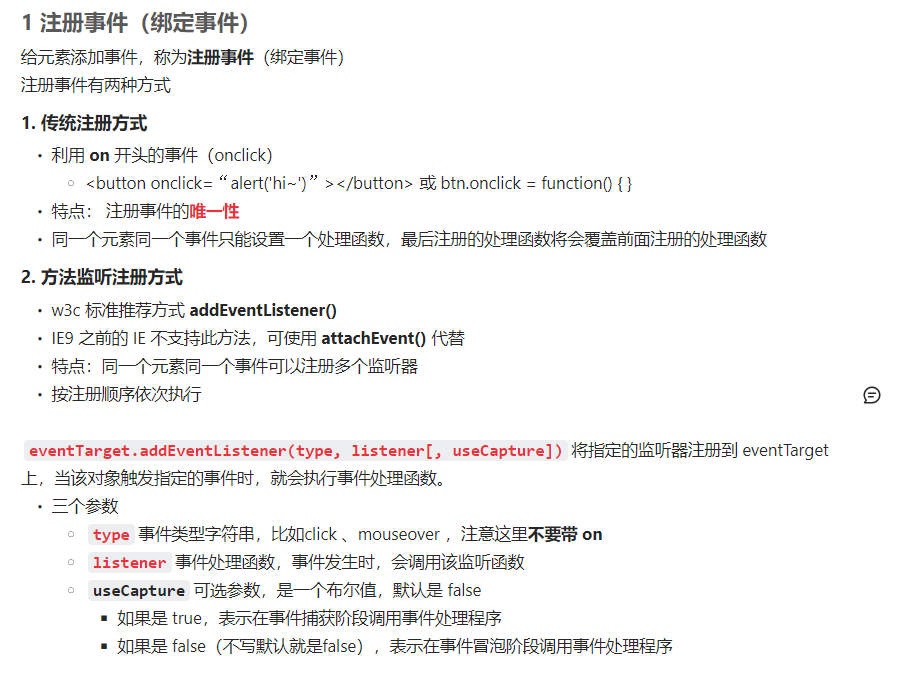 1 注册事件（绑定事件）
给元素添加事件，称为注册事件（绑定事件）
注册事件有两种方式
1. 传统注册方式
• 利用 on 开头的事件（onclick）
○ <button onclick=“alert('hi~')”></button> 或 btn.onclick = function() { }
• 特点： 注册事件的唯一性
• 同一个元素同一个事件只能设置一个处理函数，最后注册的处理函数将会覆盖前面注册的处理函数
2. 方法监听注册方式
• w3c 标准推荐方式 addEventListener()
• IE9 之前的 IE 不支持此方法，可使用 attachEvent() 代替
• 特点：同一个元素同一个事件可以注册多个监听器
• 按注册顺序依次执行
eventTarget.addEventListener(type, listener[, useCapture]) 将指定的监听器注册到 eventTarget
上，当该对象触发指定的事件时，就会执行事件处理函数。
• 三个参数
○ type 事件类型字符串，比如click 、mouseover ，注意这里不要带 on
○ listener 事件处理函数，事件发生时，会调用该监听函数
○ useCapture 可选参数，是一个布尔值，默认是 false
▪ 如果是 true，表示在事件捕获阶段调用事件处理程序
▪ 如果是 false（不写默认就是false），表示在事件冒泡阶段调用事件处理程序